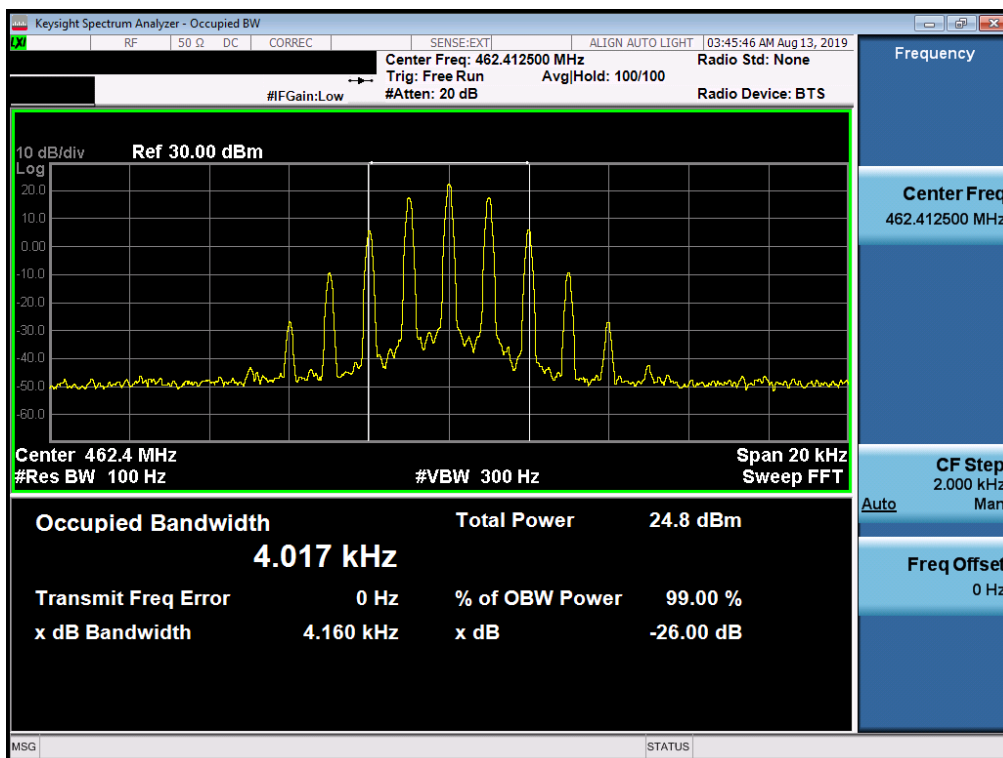 Keysight Spectrum Analyzer - Occupied BW
LXI RF 50 Ω DC CORREC SENSE:EXT ALIGN AUTO LIGHT 03:45:46 AM Aug 13, 2019
Center Freq: 462.412500 MHz Radio Std: None
Trig: Free Run Avg|Hold: 100/100
#IFGain:Low #Atten: 20 dB Radio Device: BTS
10 dB/div Ref 30.00 dBm
Log
20.0
10.0
0.00
-10.0
-20.0
-30.0
-40.0
-50.0
-60.0
Center 462.4 MHz Span 20 kHz
#Res BW 100 Hz #VBW 300 Hz Sweep FFT
Occupied Bandwidth Total Power 24.8 dBm
4.017 kHz
Transmit Freq Error 0 Hz % of OBW Power 99.00 %
x dB Bandwidth 4.160 kHz x dB -26.00 dB
Frequency
Center Freq
462.412500 MHz
CF Step
2.000 kHz
Auto Man
Freq Offset
0 Hz
MSG STATUS